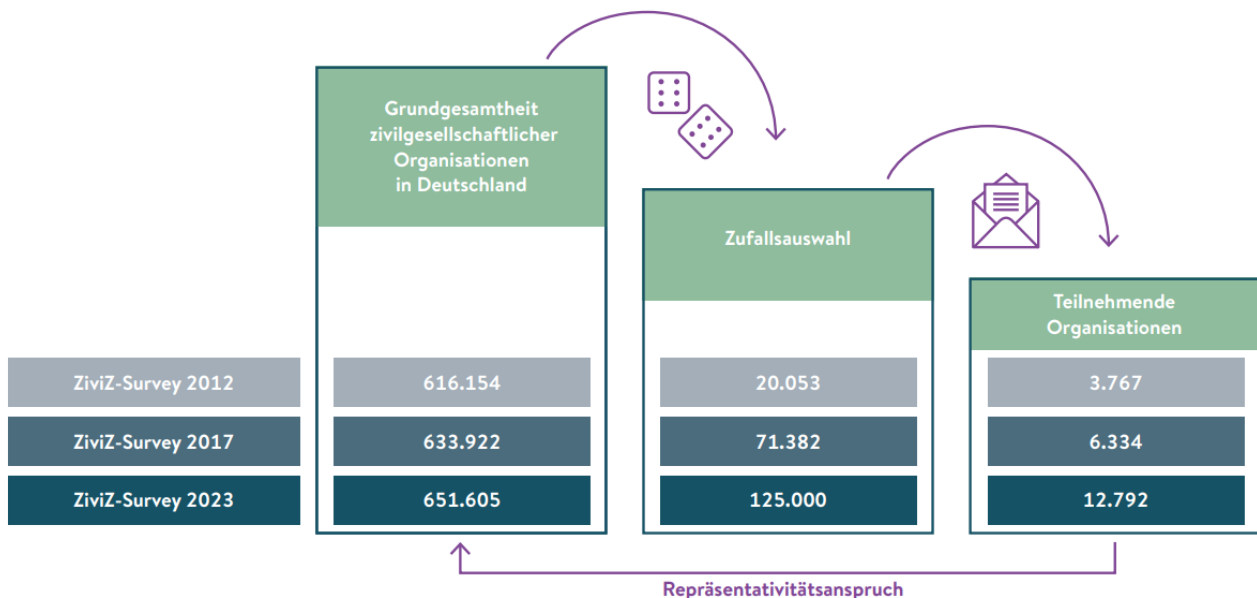 Grundgesamtheit
zivilgesellschaftlicher
Organisationen
in Deutschland
Zufallsauswahl
Teilnehmende
Organisationen
ZiviZ-Survey 2012 616.154 20.053 3.767
ZiviZ-Survey 2017 633.922 71.382 6.334
ZiviZ-Survey 2023 651.605 125.000 12.792
Repräsentativitätsanspruch